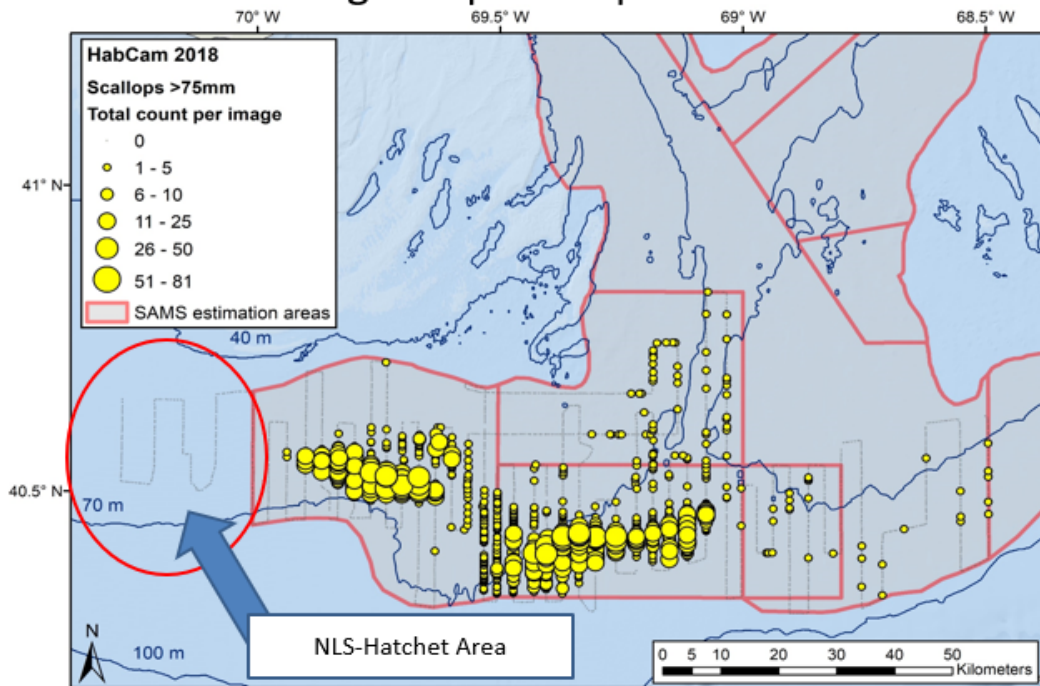 70° W
69.5° W
69° W
68.5° W
HabCam 2018
Scallops >75mm
Total count per image
0
1 - 5
6 - 10
11 - 25
26 - 50
51 - 81
SAMS estimation areas
41° N
40 m
40.5° N
70 m
NLS-Hatchet Area
N
100 m
0 5 10 20 30 40 50
Kilometers